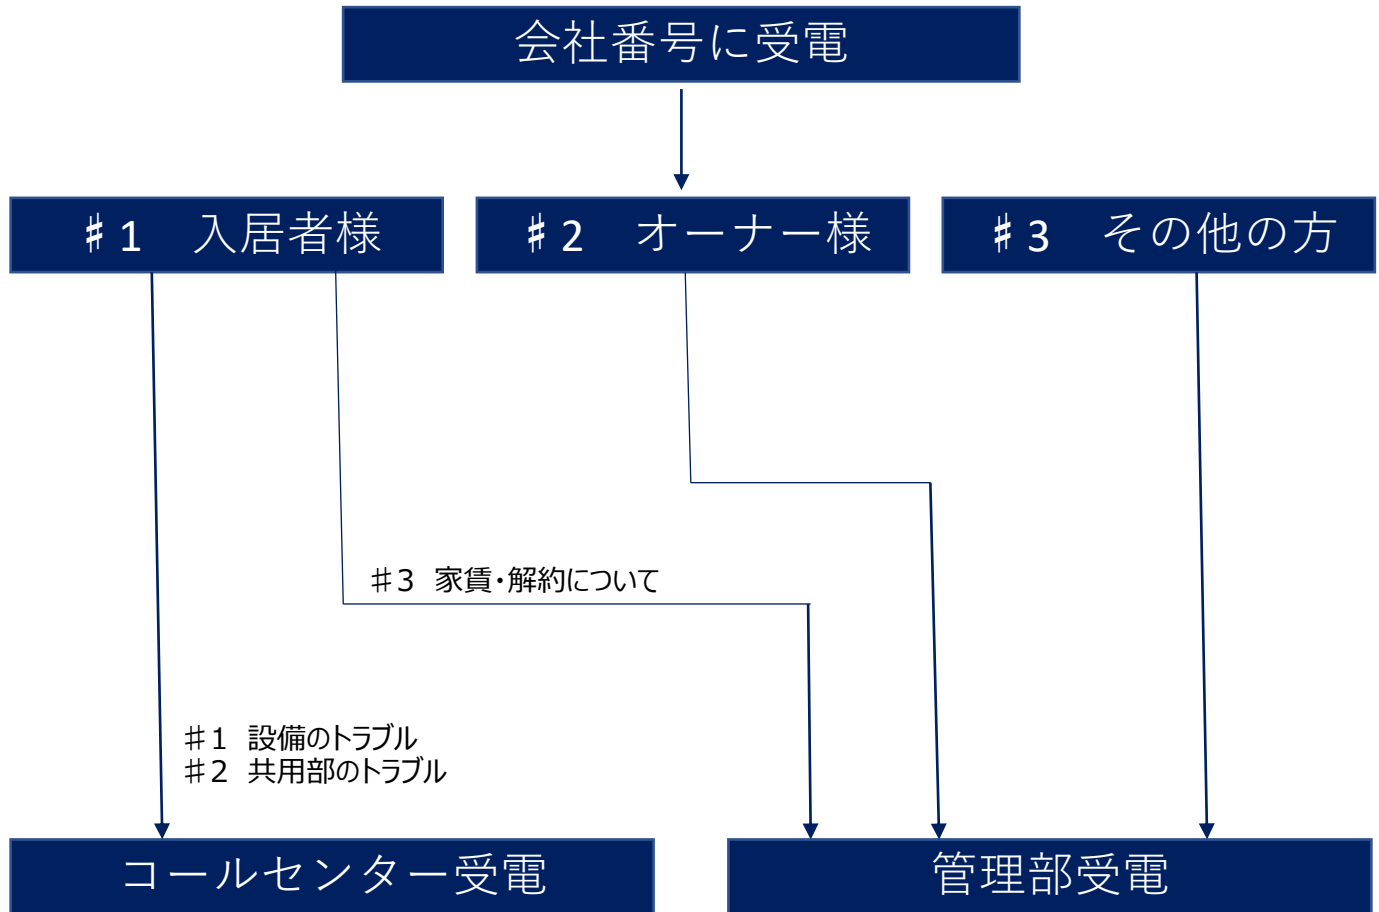 会社番号に受電
♯1　入居者様
♯2　オーナー様
♯3　その他の方
♯3　家賃・解約について
♯1　設備のトラブル
♯2　共用部のトラブル
コールセンター受電
管理部受電